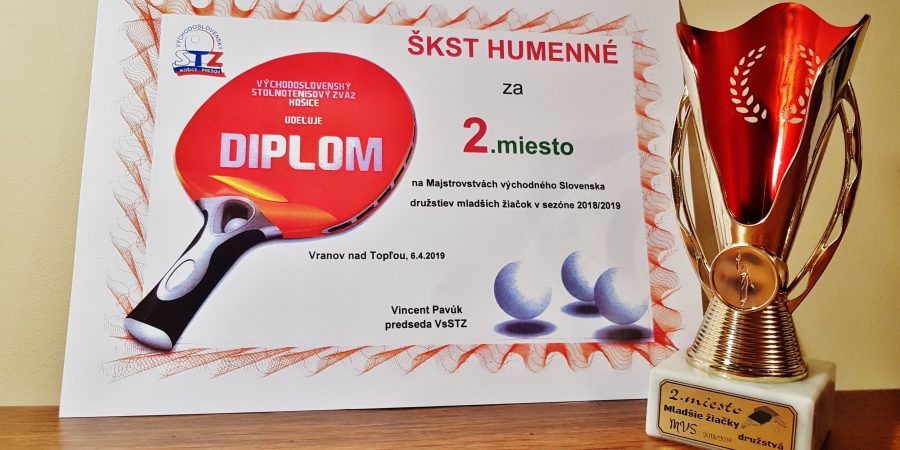 VÝCHODOSLOVENSKÝ
STZ
KOŠICE - PREŠOV
VÝCHODOSLOVENSKÝ
STOLNOTENISOVÝ ZVÄZ
KOŠICE
UDEĽUJE
DIPLOM
ŠKST HUMENNÉ
za
2.miesto
na Majstrovstvách východného Slovenska
družstiev mladších žiačok v sezóne 2018/2019
Vranov nad Topľou, 6.4.2019
Vincent Pavúk
predseda VsSTZ
2.miesto
Mladšie žiačky
MVS 2018/2019 družstvá